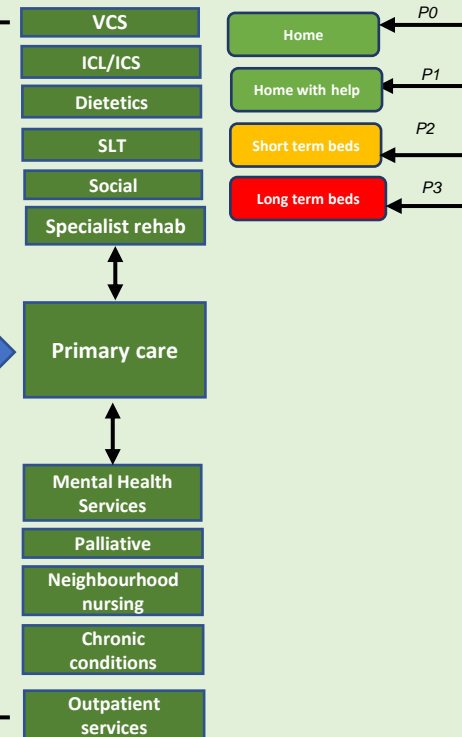 VCS
ICL/ICS
Dietetics
SLT
Social
Specialist rehab
Primary care
Mental Health
Services
Palliative
Neighbourhood
nursing
Chronic
conditions
Outpatient
services
Home
P0
Home with help
P1
Short term beds
P2
Long term beds
P3